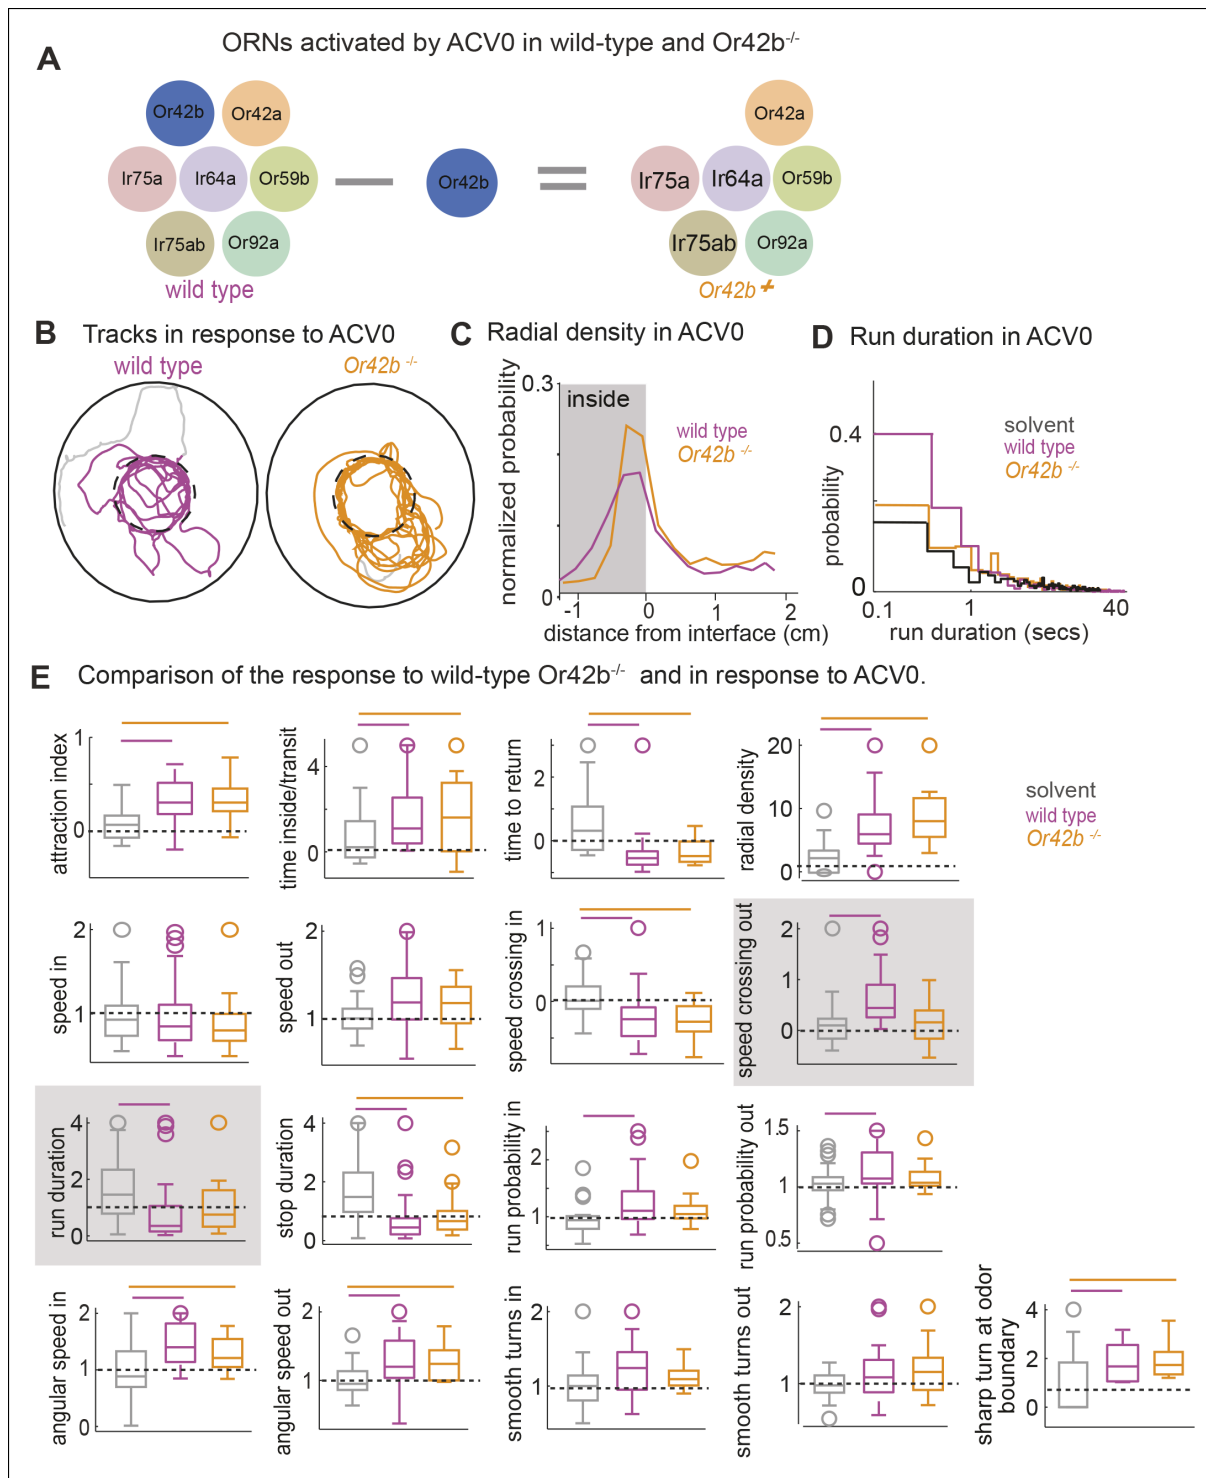 A
ORNs activated by ACV0 in wild-type and Or42b-/-
Or42b
Or42a
Ir75a
Ir64a
Or59b
Ir75ab
Or92a
wild type
Or42b
Or42a
Ir75a
Ir64a
Or59b
Ir75ab
Or92a
Or42b-/-
B
Tracks in response to ACV0
wild type
Or42b -/-
C
Radial density in ACV0
normalized probability
0.3
0
inside
wild type
Or42b -/-
-1
0
1
2
distance from interface (cm)
D
Run duration in ACV0
probability
0.4
0
solvent
wild type
Or42b -/-
0.1
1
40
run duration (secs)
E
Comparison of the response to wild-type Or42b-/- and in response to ACV0.
attraction index
1
0
time inside/transit
4
0
time to return
2
0
radial density
20
10
0
solvent
wild type
Or42b -/-
speed in
2
1
speed out
2
1
speed crossing in
1
0
speed crossing out
2
1
0
run duration
4
2
0
stop duration
4
2
0
run probability in
2
1
run probability out
1.5
1
0.5
angular speed in
2
1
0
angular speed out
2
1
smooth turns in
2
1
smooth turns out
2
1
sharp turn at odor
boundary
4
2
0